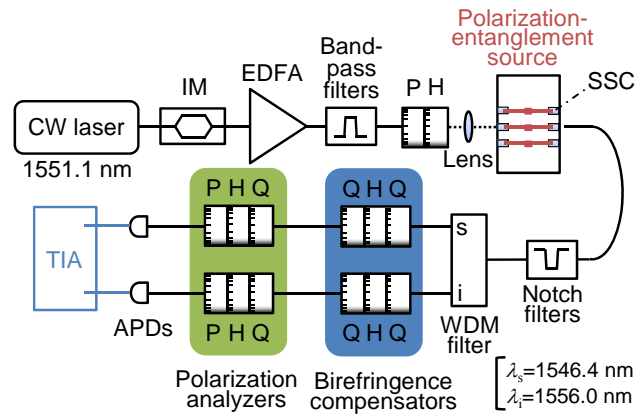 Polarization-
entanglement
source
Band-
pass
filters
EDFA
IM
P H
SSC
CW laser
1551.1 nm
Lens
P H Q
Q H Q
s
TIA
i
APDs
P H Q
Q H Q
WDM
filter
Notch
filters
Polarization
analyzers
Birefringence
compensators
λs=1546.4 nm
λi=1556.0 nm